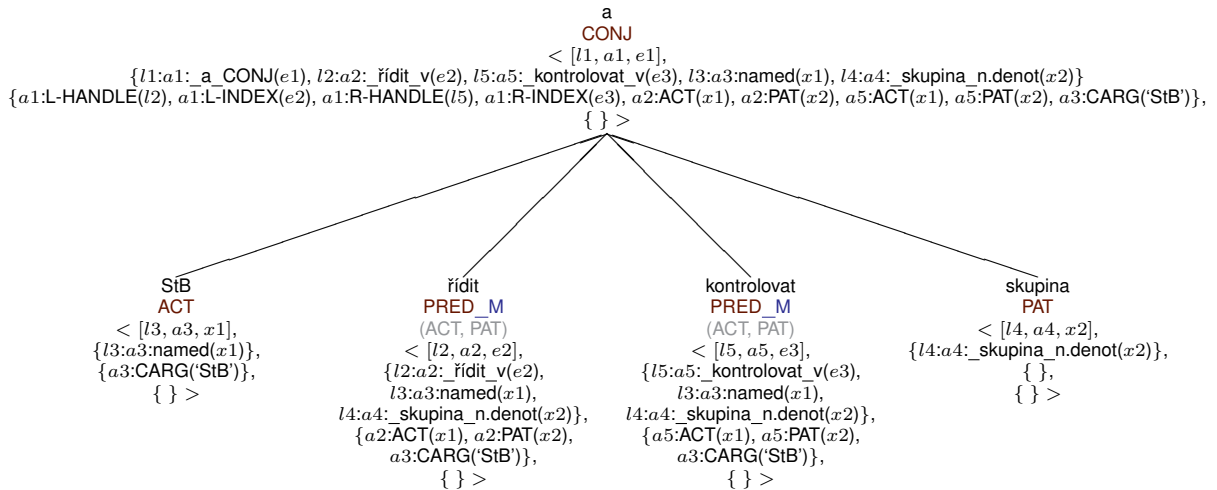 a
CONJ
< [l1, a1, e1],
{l1:a1:_a_CONJ(e1), l2:a2:_řídit_v(e2), l5:a5:_kontrolovat_v(e3), l3:a3:named(x1), l4:a4:_skupina_n.denot(x2)}
{a1:L-HANDLE(l2), a1:L-INDEX(e2), a1:R-HANDLE(l5), a1:R-INDEX(e3), a2:ACT(x1), a2:PAT(x2), a5:ACT(x1), a5:PAT(x2), a3:CARG(‘StB’)},
{ } >
StB
ACT
< [l3, a3, x1],
{l3:a3:named(x1)},
{a3:CARG(‘StB’)},
{ } >
řídit
PRED_M
(ACT, PAT)
< [l2, a2, e2],
{l2:a2:_řídit_v(e2),
l3:a3:named(x1),
l4:a4:_skupina_n.denot(x2)},
{a2:ACT(x1), a2:PAT(x2),
a3:CARG(‘StB’)},
{ } >
kontrolovat
PRED_M
(ACT, PAT)
< [l5, a5, e3],
{l5:a5:_kontrolovat_v(e3),
l3:a3:named(x1),
l4:a4:_skupina_n.denot(x2)},
{a5:ACT(x1), a5:PAT(x2),
a3:CARG(‘StB’)},
{ } >
skupina
PAT
< [l4, a4, x2],
{l4:a4:_skupina_n.denot(x2)},
{ },
{ } >